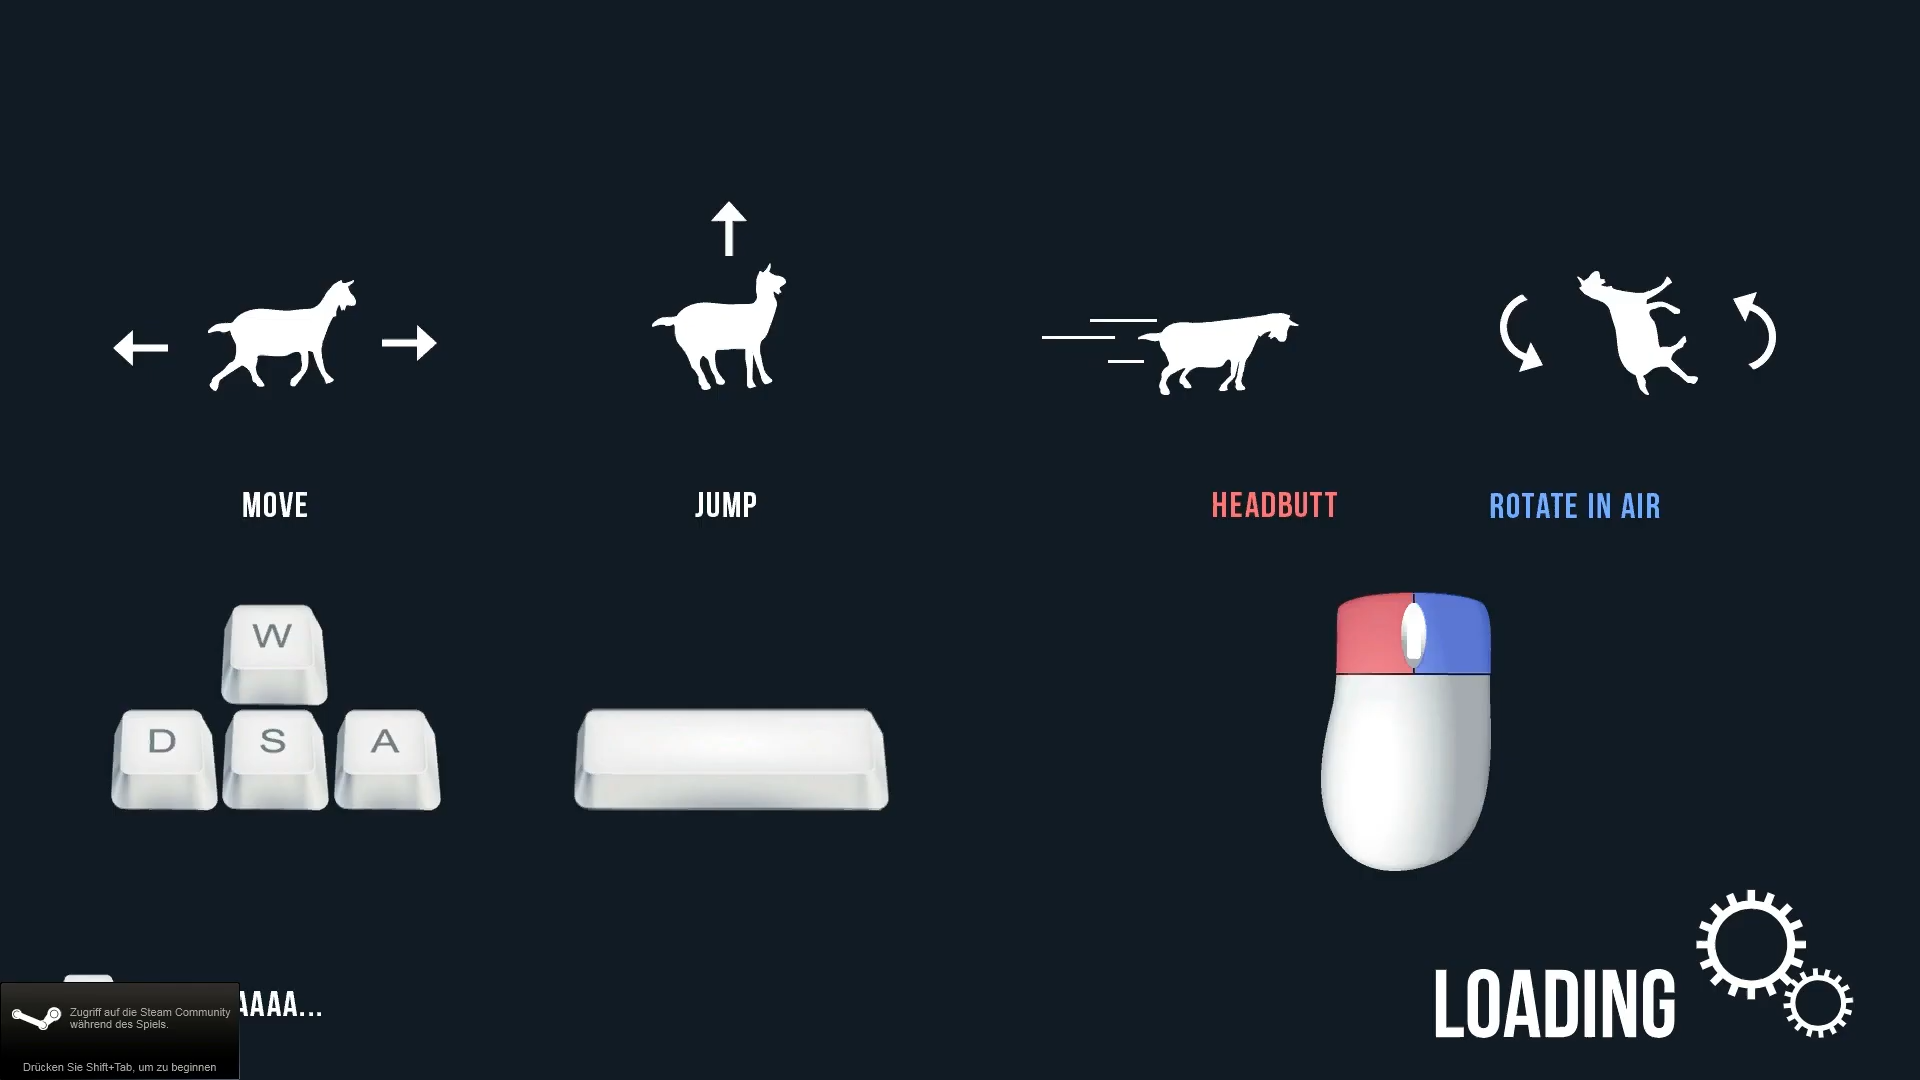 MOVE
JUMP
HEADBUTT
ROTATE IN AIR
W
D S A
AAAA...
LOADING
Zugriff auf die Steam Community
während des Spiels.
Drücken Sie Shift+Tab, um zu beginnen